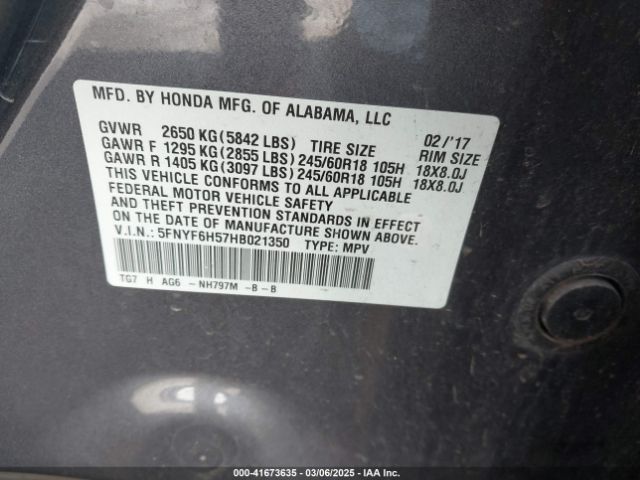 MFD. BY HONDA MFG. OF ALABAMA, LLC
GVWR 2650 KG(5842 LBS) TIRE SIZE 02/'17
GAWR F 1295 KG(2855 LBS) 245/60R18 105H RIM SIZE 18X8.0J
GAWR R 1405 KG(3097 LBS) 245/60R18 105H 18X8.0J
THIS VEHICLE CONFORMS TO ALL APPLICABLE
FEDERAL MOTOR VEHICLE SAFETY
AND THEFT PREVENTION STANDARDS IN EFFECT ON
THE DATE OF MANUFACTURE SHOWN ABOVE.
V.I.N.: 5FNYF6H57HB021350 TYPE: MPV
TG7 H AG6 - NH797M -B-B
000-41673635 - 03/06/2025 - IAA Inc.